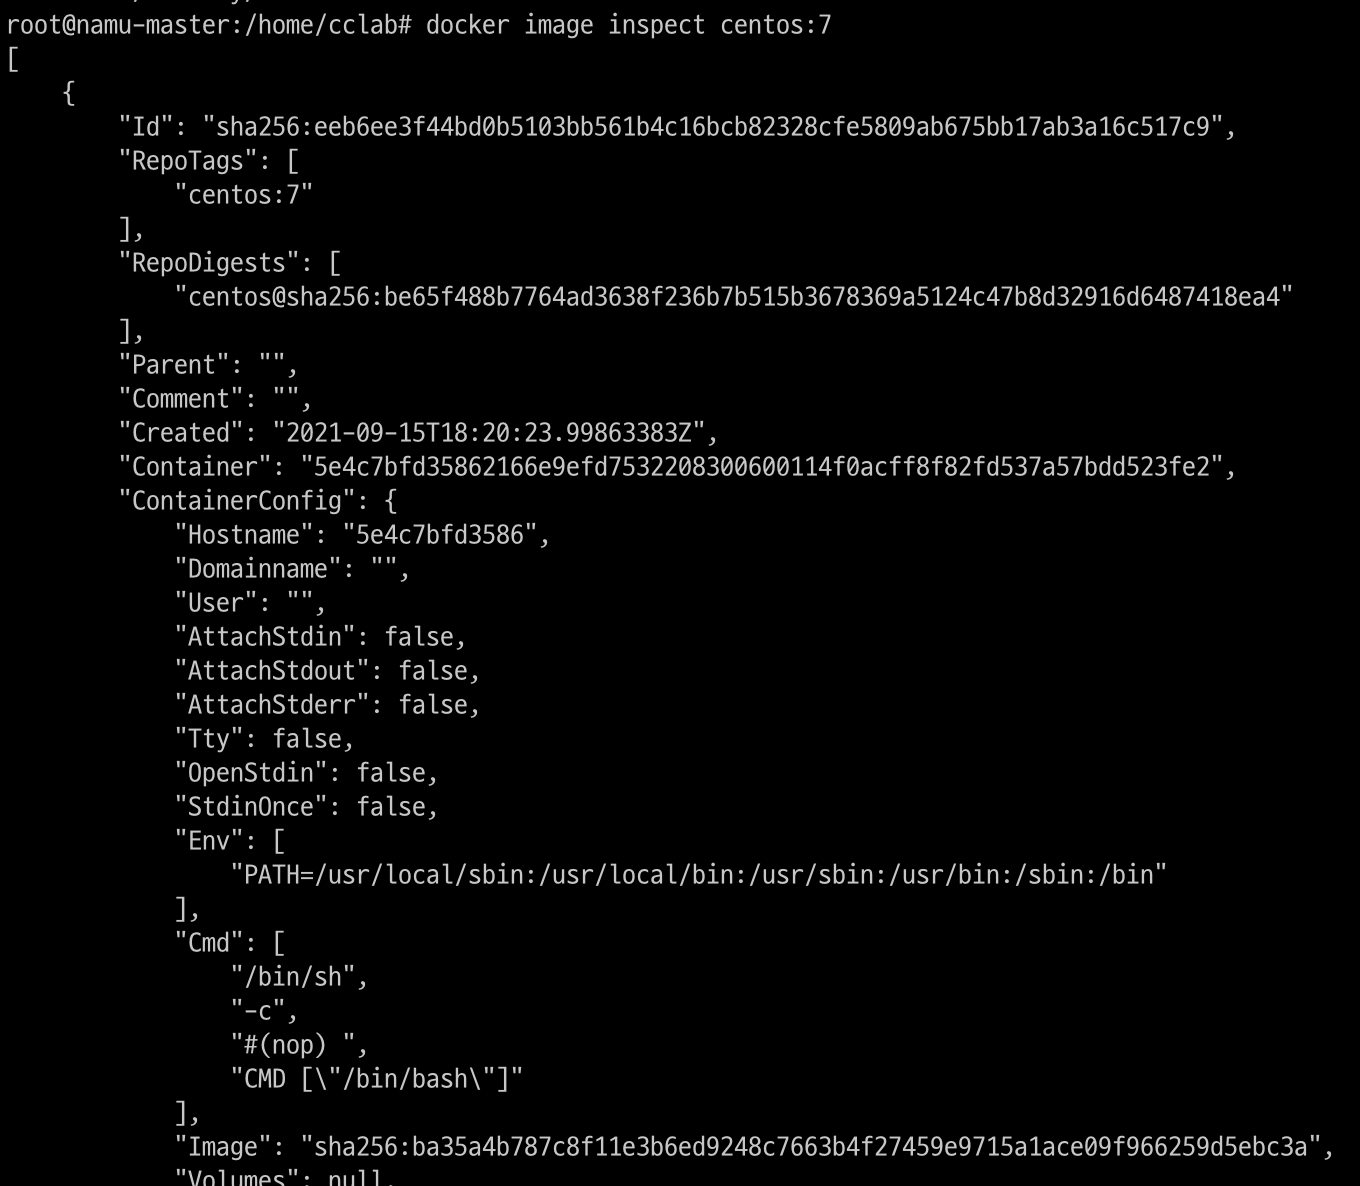 root@namu-master:/home/cclab# docker image inspect centos:7
[
    {
        "Id": "sha256:eeb6ee3f44bd0b5103bb561b4c16bcb82328cfe5809ab675bb17ab3a16c517c9",
        "RepoTags": [
            "centos:7"
        ],
        "RepoDigests": [
            "centos@sha256:be65f488b7764ad3638f236b7b515b3678369a5124c47b8d32916d6487418ea4"
        ],
        "Parent": "",
        "Comment": "",
        "Created": "2021-09-15T18:20:23.99863383Z",
        "Container": "5e4c7bfd35862166e9efd7532208300600114f0acff8f82fd537a57bdd523fe2",
        "ContainerConfig": {
            "Hostname": "5e4c7bfd3586",
            "Domainname": "",
            "User": "",
            "AttachStdin": false,
            "AttachStdout": false,
            "AttachStderr": false,
            "Tty": false,
            "OpenStdin": false,
            "StdinOnce": false,
            "Env": [
                "PATH=/usr/local/sbin:/usr/local/bin:/usr/sbin:/usr/bin:/sbin:/bin"
            ],
            "Cmd": [
                "/bin/sh",
                "-c",
                "#(nop) ",
                "CMD [\"/bin/bash\"]"
            ],
            "Image": "sha256:ba35a4b787c8f11e3b6ed9248c7663b4f27459e9715a1ace09f966259d5ebc3a",
            "Volumes": null,